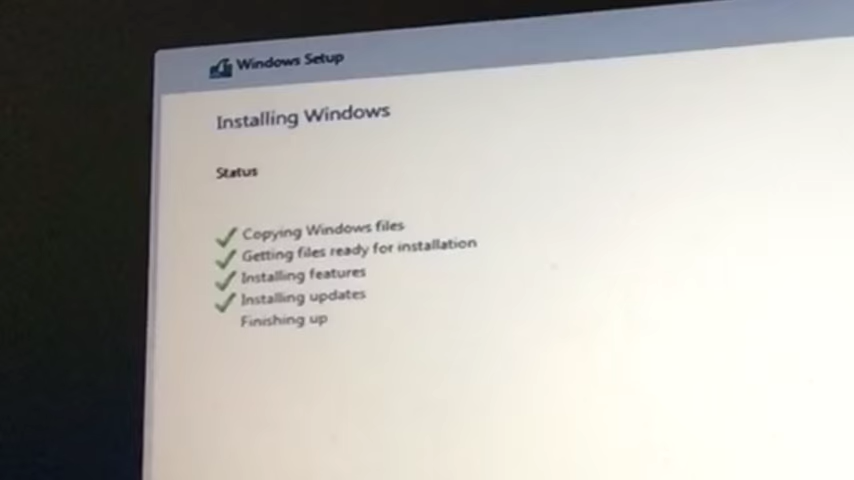 Windows Setup
Installing Windows
Status
Copying Windows files
Getting files ready for installation
Installing features
Installing updates
Finishing up